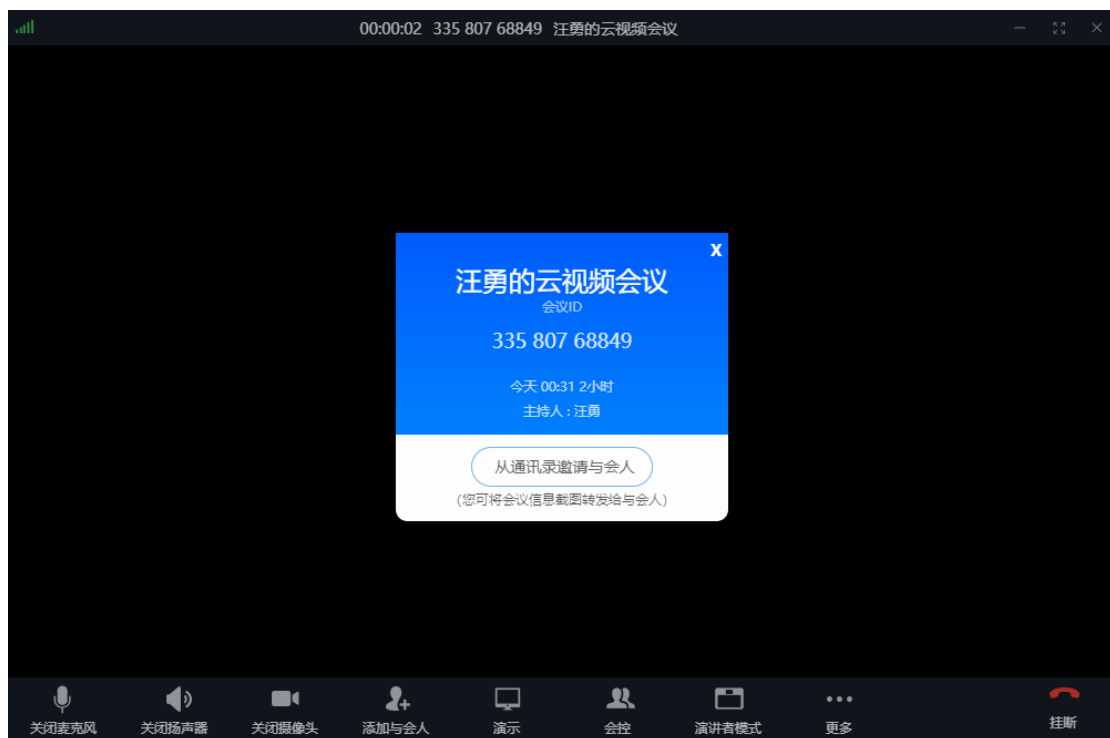 00:00:02 335 807 68849 汪勇的云视频会议
X
汪勇的云视频会议
会议ID
335 807 68849
今天 00:31 2小时
主持人 : 汪勇
从通讯录邀请与会人
(您可将会议信息截图转发给与会人)
关闭麦克风 关闭扬声器 关闭摄像头 添加与会人 演示 会控 演讲者模式 更多 挂断